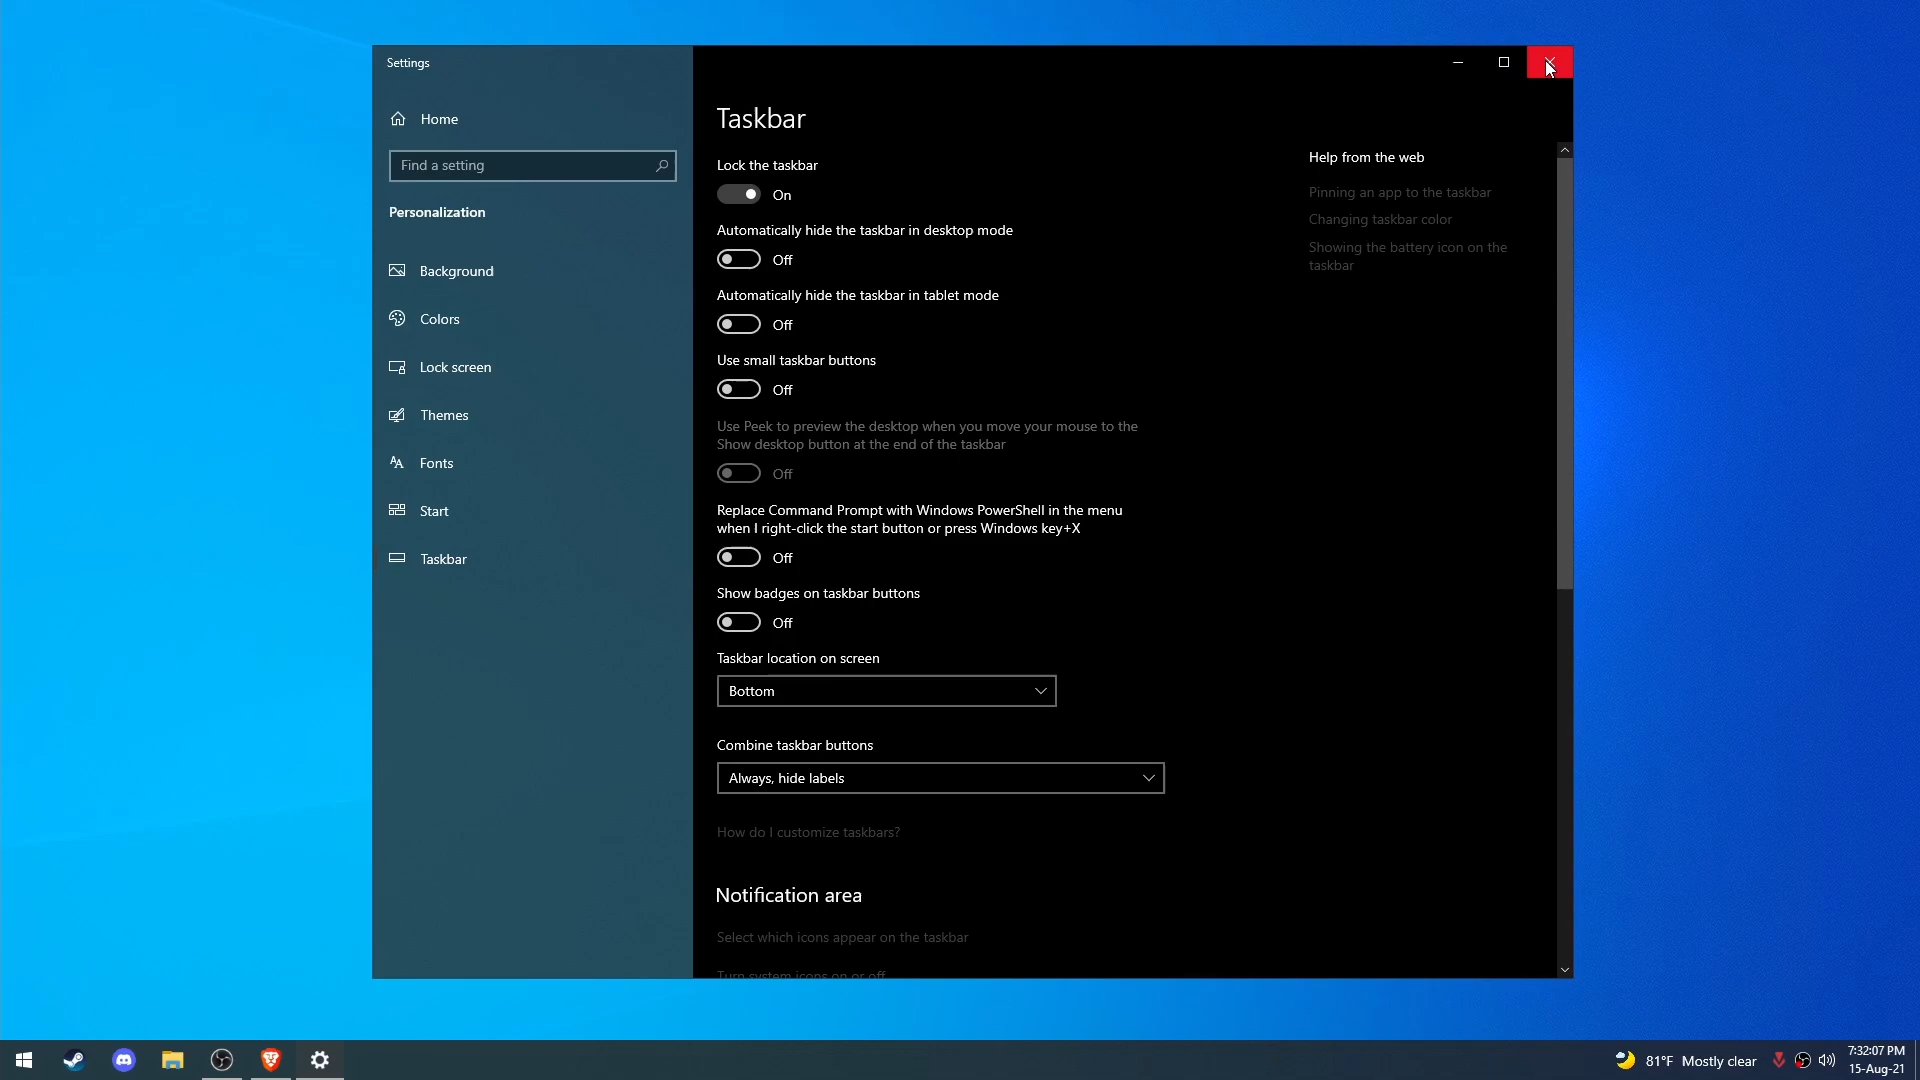 Settings
Home
Find a setting
Personalization
Background
Colors
Lock screen
Themes
Fonts
Start
Taskbar
Taskbar
Lock the taskbar
On
Automatically hide the taskbar in desktop mode
Off
Automatically hide the taskbar in tablet mode
Off
Use small taskbar buttons
Off
Use Peek to preview the desktop when you move your mouse to the
Show desktop button at the end of the taskbar
Off
Replace Command Prompt with Windows PowerShell in the menu
when I right-click the start button or press Windows key+X
Off
Show badges on taskbar buttons
Off
Taskbar location on screen
Bottom
Combine taskbar buttons
Always, hide labels
How do I customize taskbars?
Notification area
Select which icons appear on the taskbar
Turn system icons on or off
Help from the web
Pinning an app to the taskbar
Changing taskbar color
Showing the battery icon on the
taskbar
81°F Mostly clear
7:32:07 PM
15-Aug-21